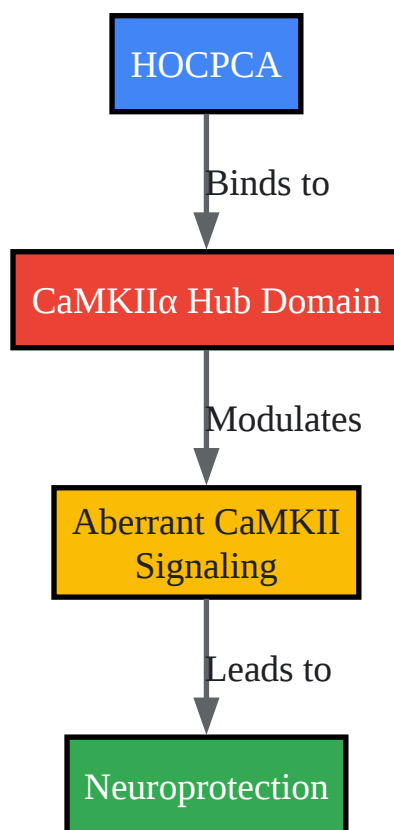 HOCPCA
Binds to
CaMKIIα Hub Domain
Modulates
Aberrant CaMKII
Signaling
Leads to
Neuroprotection